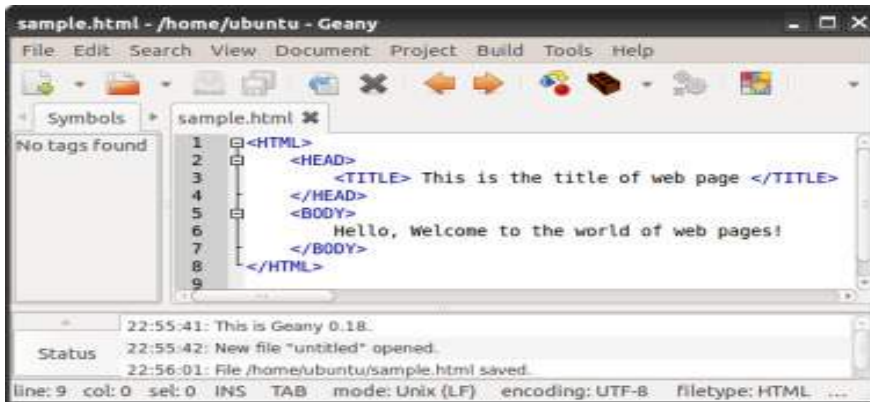 sample.html - /home/ubuntu - Geany
File Edit Search View Document Project Build Tools Help
Symbols
sample.html
No tags found
1 <HTML>
2 <HEAD>
3 <TITLE> This is the title of web page </TITLE>
4 </HEAD>
5 <BODY>
6 Hello, Welcome to the world of web pages!
7 </BODY>
8 </HTML>
9
Status
22:55:41: This is Geany 0.18.
22:55:42: New file "untitled" opened.
22:56:01: File /home/ubuntu/sample.html saved.
line: 9 col: 0 sel: 0 INS TAB mode: Unix (LF) encoding: UTF-8 filetype: HTML ...